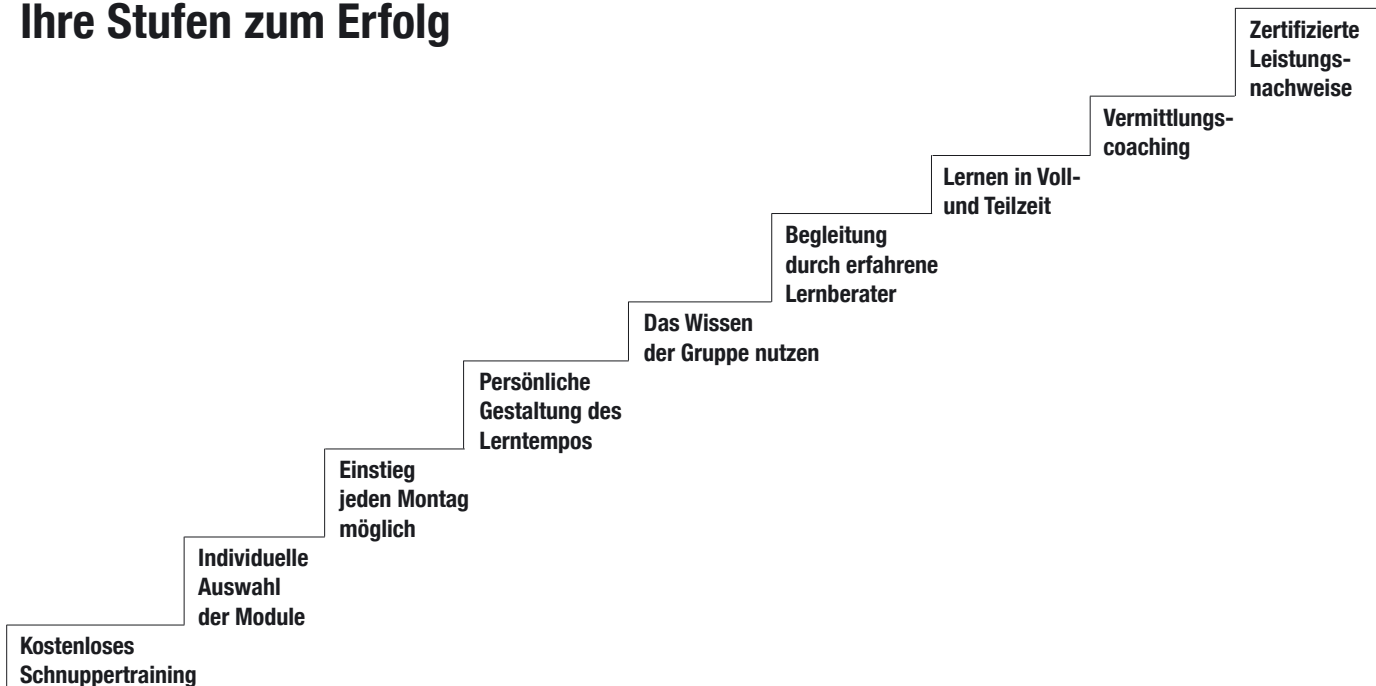 Ihre Stufen zum Erfolg
Zertifizierte
Leistungs-
nachweise
Vermittlungs-
coaching
Lernen in Voll-
und Teilzeit
Begleitung
durch erfahrene
Lernberater
Das Wissen
der Gruppe nutzen
Persönliche
Gestaltung des
Lerntempos
Einstieg
jeden Montag
möglich
Individuelle
Auswahl
der Module
Kostenloses
Schnuppertraining